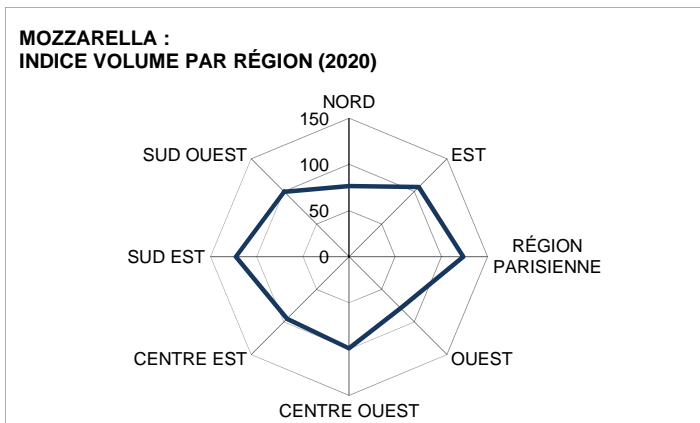 MOZZARELLA :
INDICE VOLUME PAR RÉGION (2020)
NORD
150
SUD OUEST
EST
100
50
SUD EST
0
RÉGION
PARISIENNE
CENTRE EST
OUEST
CENTRE OUEST